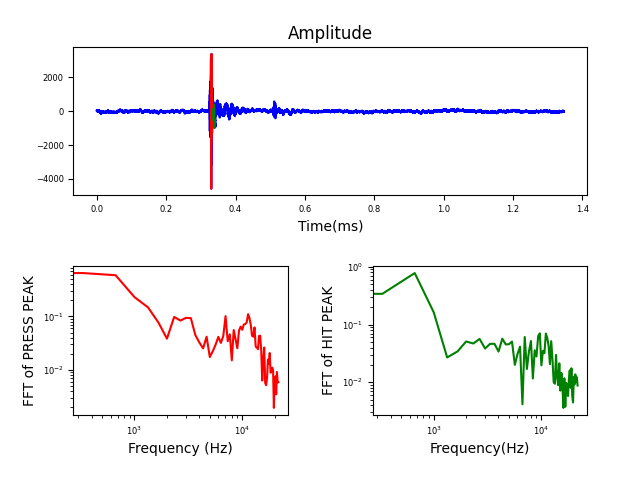 Amplitude
2000
0
−2000
−4000
0.0 0.2 0.4 0.6 0.8 1.0 1.2 1.4
Time(ms)
FFT of PRESS PEAK
10⁻¹
10⁻²
10³ 10⁴
Frequency (Hz)
FFT of HIT PEAK
10⁰
10⁻¹
10⁻²
10³ 10⁴
Frequency(Hz)